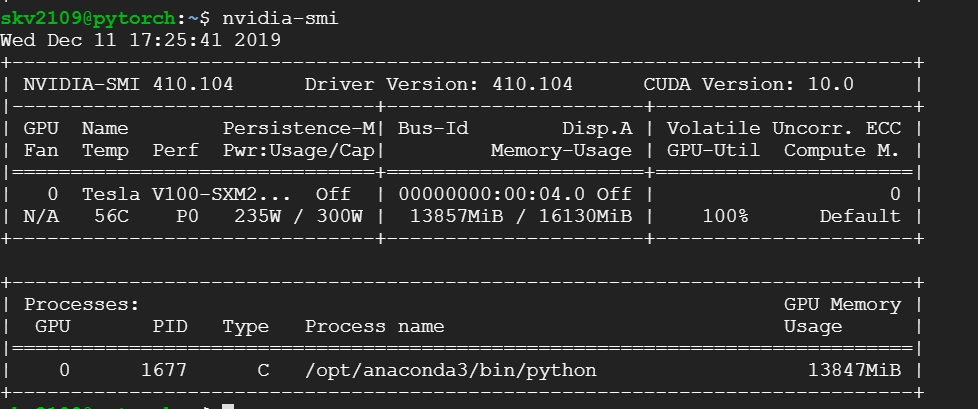 skv2109@pytorch:~$ nvidia-smi
Wed Dec 11 17:25:41 2019
+-----------------------------------------------------------------------------+
| NVIDIA-SMI 410.104      Driver Version: 410.104      CUDA Version: 10.0     |
|-------------------------------+----------------------+----------------------+
| GPU  Name        Persistence-M| Bus-Id        Disp.A | Volatile Uncorr. ECC |
| Fan  Temp  Perf  Pwr:Usage/Cap|         Memory-Usage | GPU-Util  Compute M. |
|===============================+======================+======================|
|   0  Tesla V100-SXM2...  Off  | 00000000:00:04.0 Off |                    0 |
| N/A   56C    P0   235W / 300W |  13857MiB / 16130MiB |    100%      Default |
+-------------------------------+----------------------+----------------------+

+-----------------------------------------------------------------------------+
| Processes:                                                       GPU Memory |
|  GPU       PID   Type   Process name                             Usage      |
|=============================================================================|
|    0      1677      C   /opt/anaconda3/bin/python                  13847MiB |
+-----------------------------------------------------------------------------+